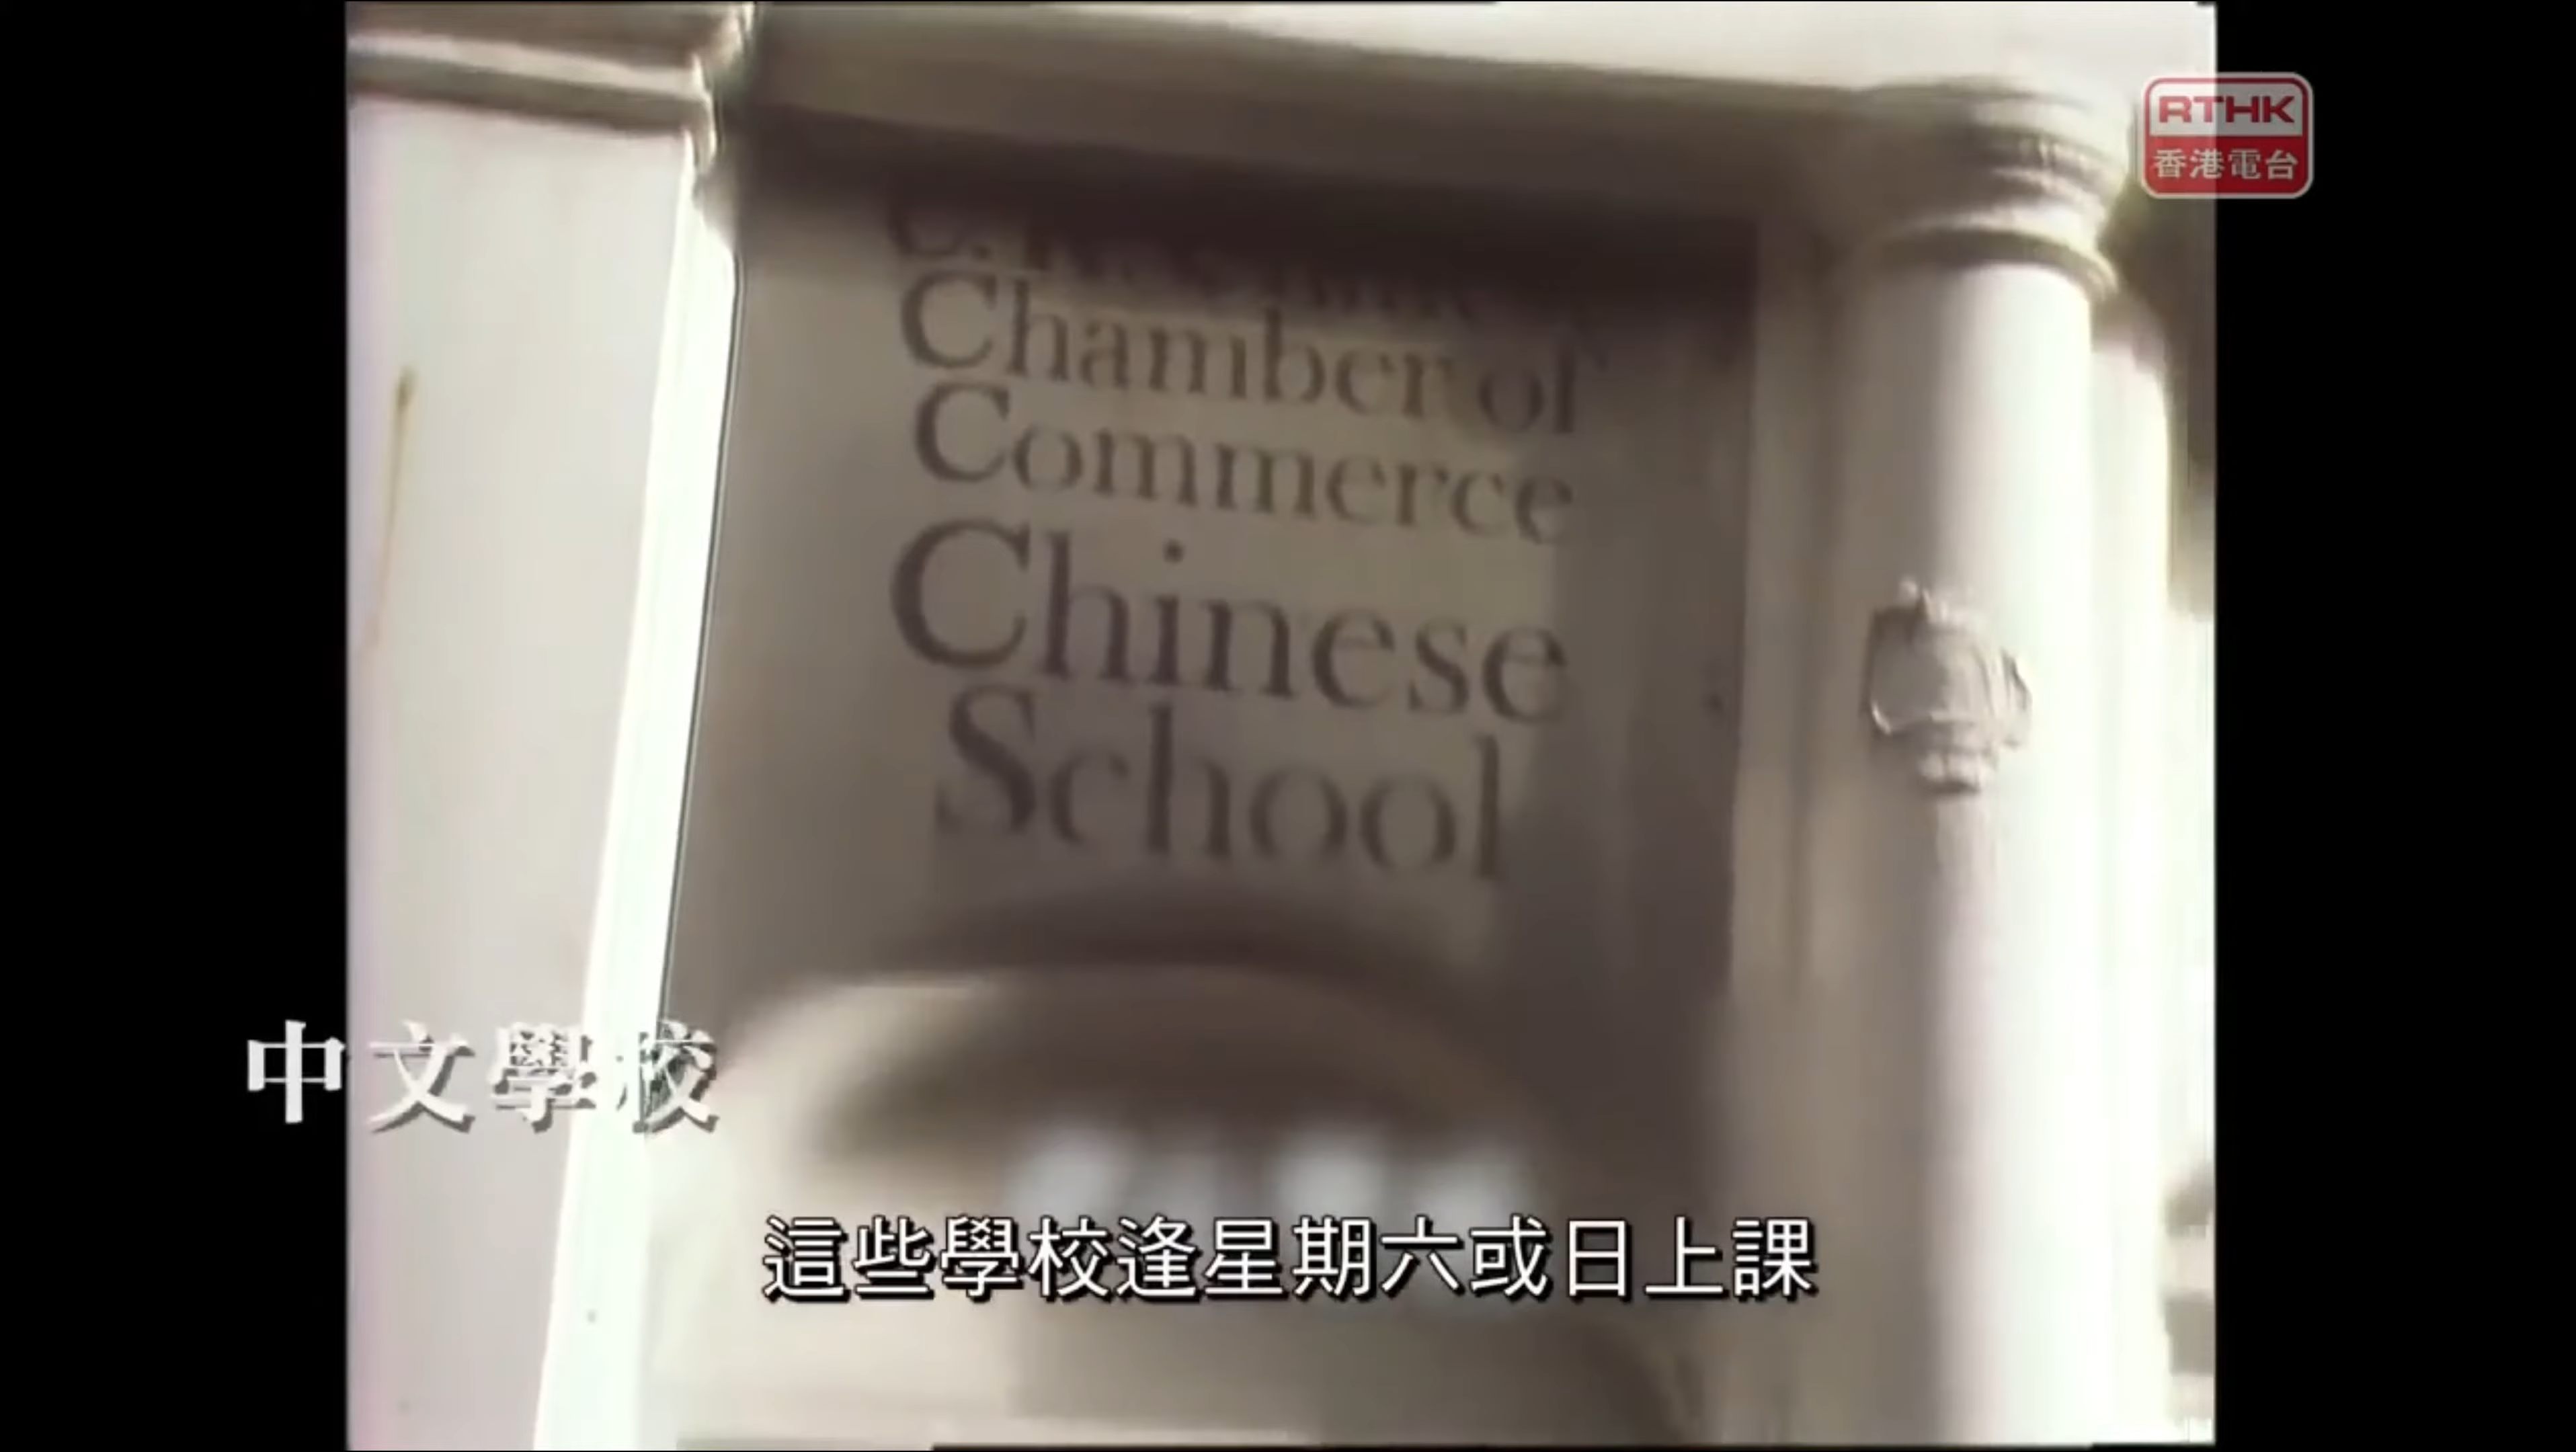 RTHK
香港電台
Chamber of
Commerce
Chinese
School
中文學校
這些學校逢星期六或日上課